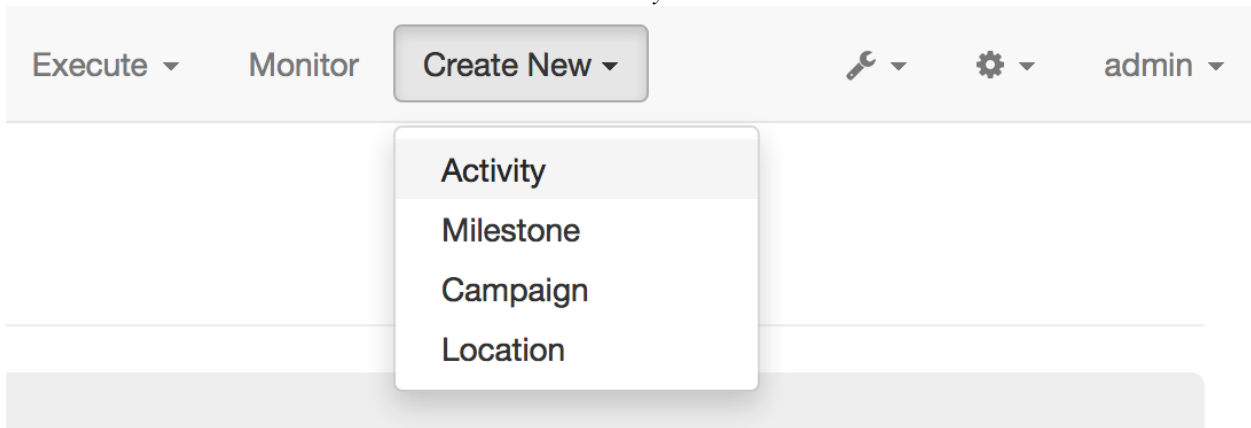 Execute Monitor Create New admin
Activity
Milestone
Campaign
Location